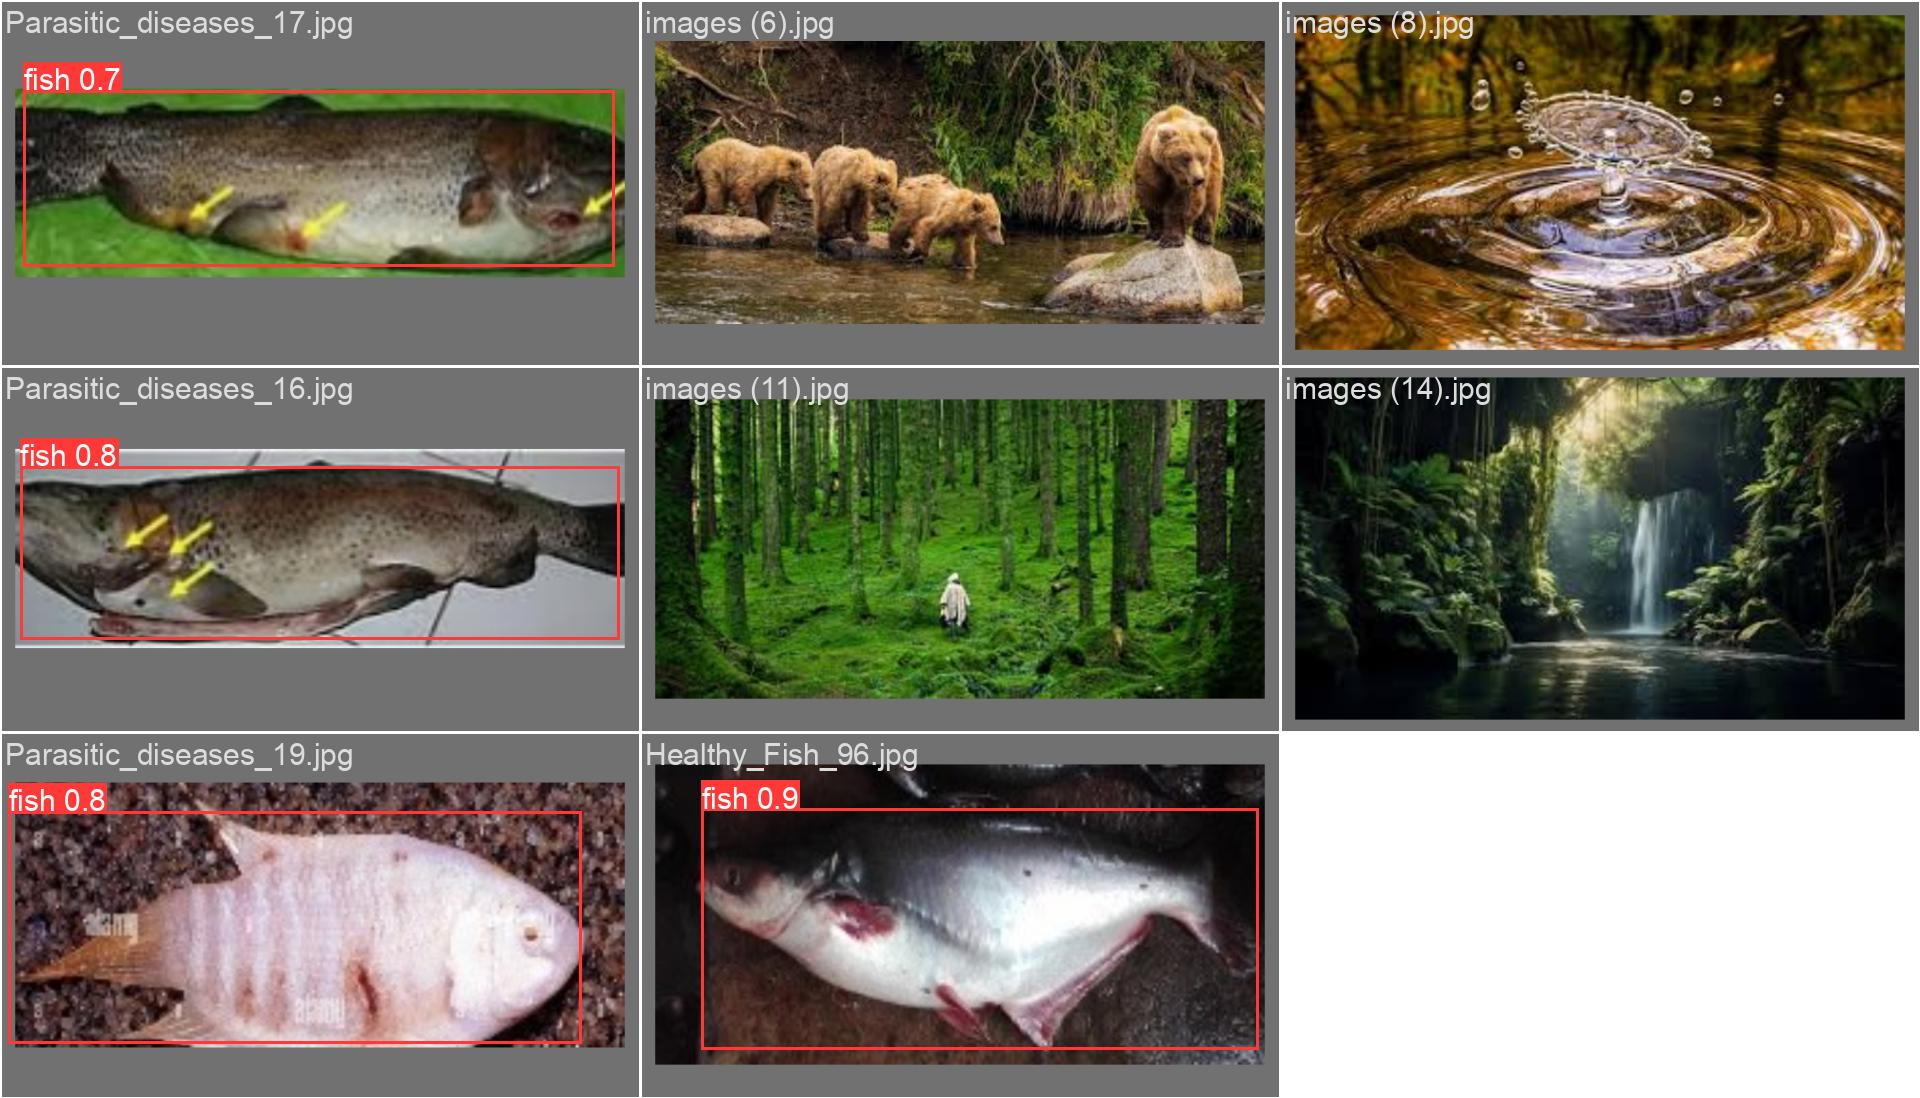 Parasitic_diseases_17.jpg
images (6).jpg
images (8).jpg
fish 0.7
Parasitic_diseases_16.jpg
images (11).jpg
images (14).jpg
fish 0.8
Parasitic_diseases_19.jpg
Healthy_Fish_96.jpg
fish 0.8
fish 0.9